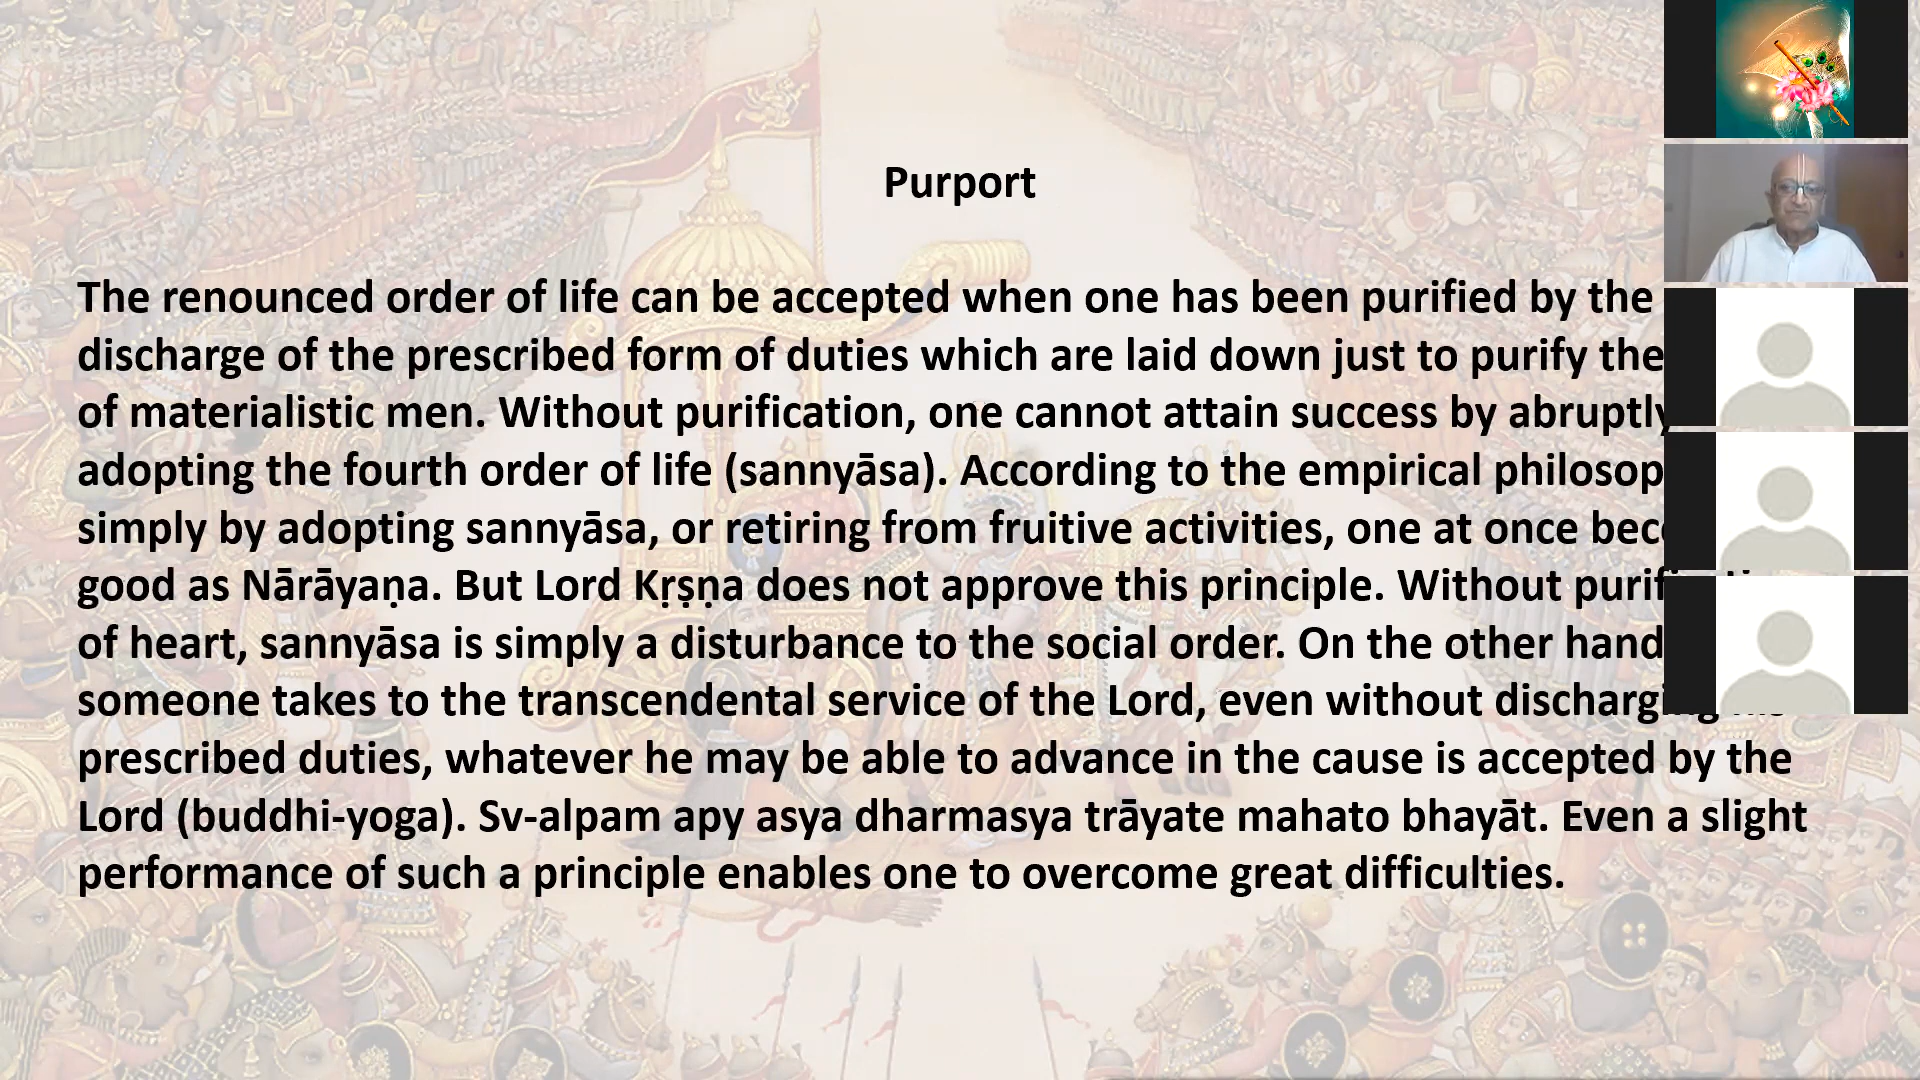 Purport
The renounced order of life can be accepted when one has been purified by the
discharge of the prescribed form of duties which are laid down just to purify the
of materialistic men. Without purification, one cannot attain success by abruptly
adopting the fourth order of life (sannyāsa). According to the empirical
simply by adopting sannyāsa, or retiring from fruitive activities, one at once
good as Nārāyaṇa. But Lord Kṛṣṇa does not approve this principle. Without
of heart, sannyāsa is simply a disturbance to the social order. On the other hand
someone takes to the transcendental service of the Lord, even without discharging
prescribed duties, whatever he may be able to advance in the cause is accepted by the
Lord (buddhi-yoga). Sv-alpam apy asya dharmasya trāyate mahato bhayāt. Even a slight
performance of such a principle enables one to overcome great difficulties.